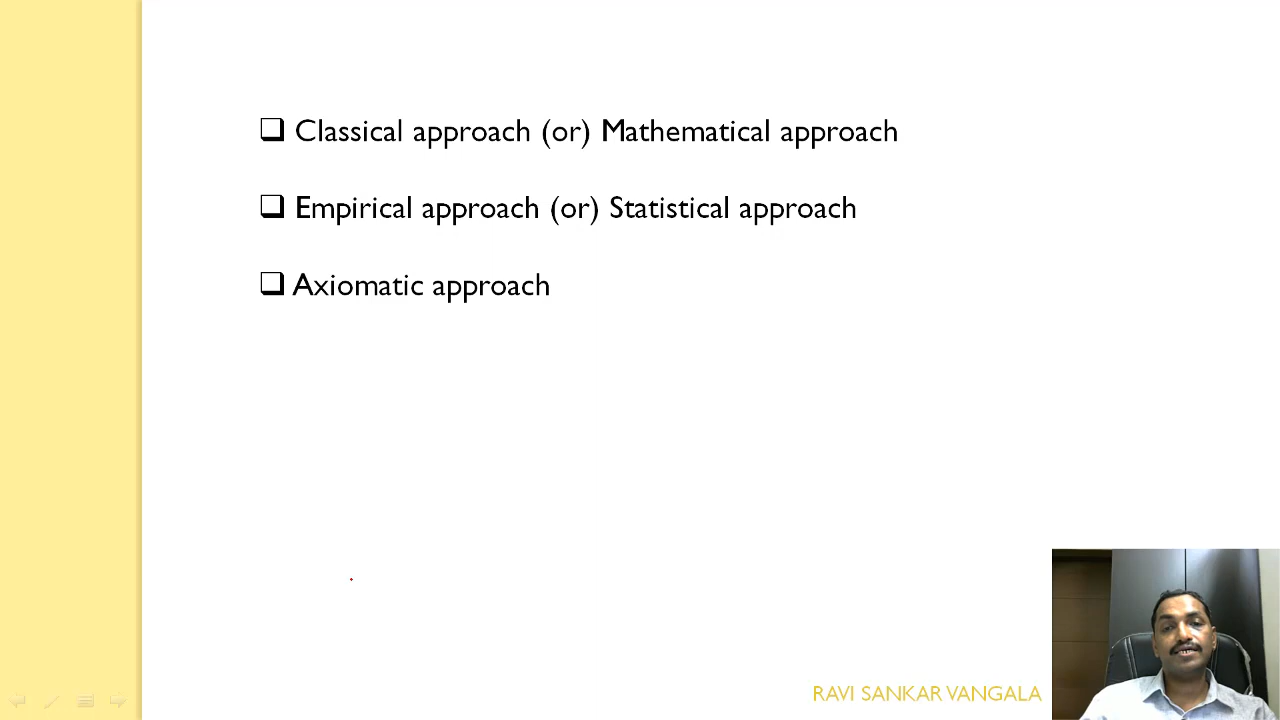 Classical approach (or) Mathematical approach
Empirical approach (or) Statistical approach
Axiomatic approach
RAVI SANKAR VANGALA